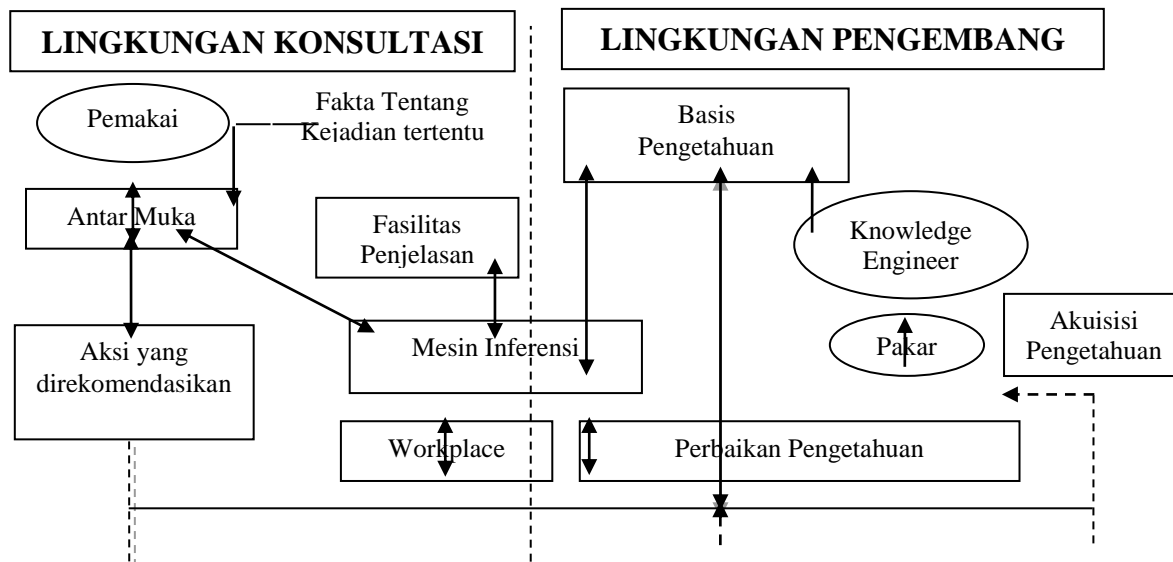 LINGKUNGAN KONSULTASI
LINGKUNGAN PENGEMBANG
Pemakai
Fakta Tentang
Kejadian tertentu
Basis
Pengetahuan
Antar Muka
Fasilitas
Penjelasan
Knowledge
Engineer
Aksi yang
direkomendasikan
Mesin Inferensi
Pakar
Akuisisi
Pengetahuan
Workplace
Perbaikan Pengetahuan